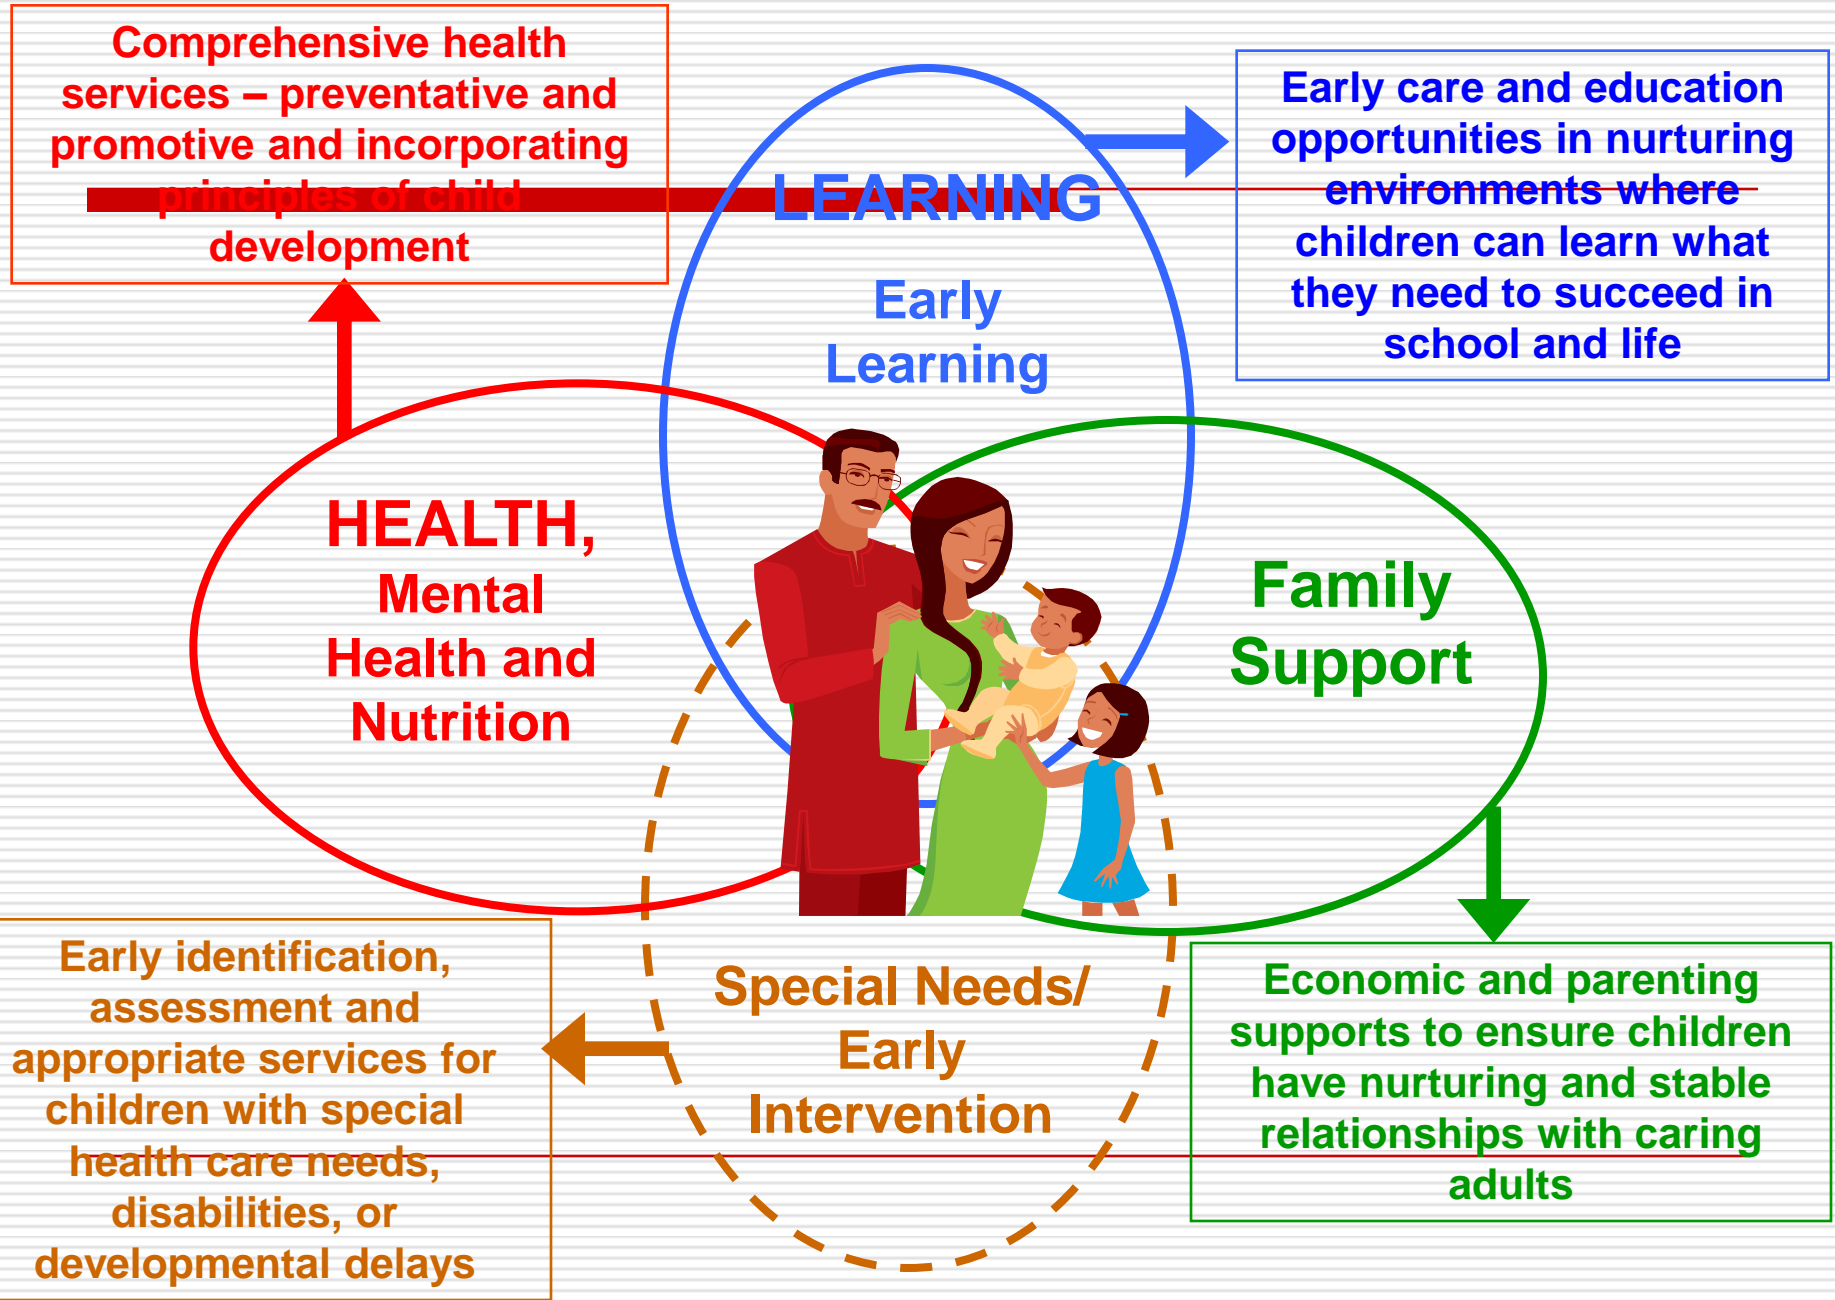 Comprehensive health
services – preventative and
promotive and incorporating
principles of child
development
LEARNING
Early
Learning
Early care and education
opportunities in nurturing
environments where
children can learn what
they need to succeed in
school and life
HEALTH,
Mental
Health and
Nutrition
Family
Support
Early identification,
assessment and
appropriate services for
children with special
health care needs,
disabilities, or
developmental delays
Special Needs/
Early
Intervention
Economic and parenting
supports to ensure children
have nurturing and stable
relationships with caring
adults